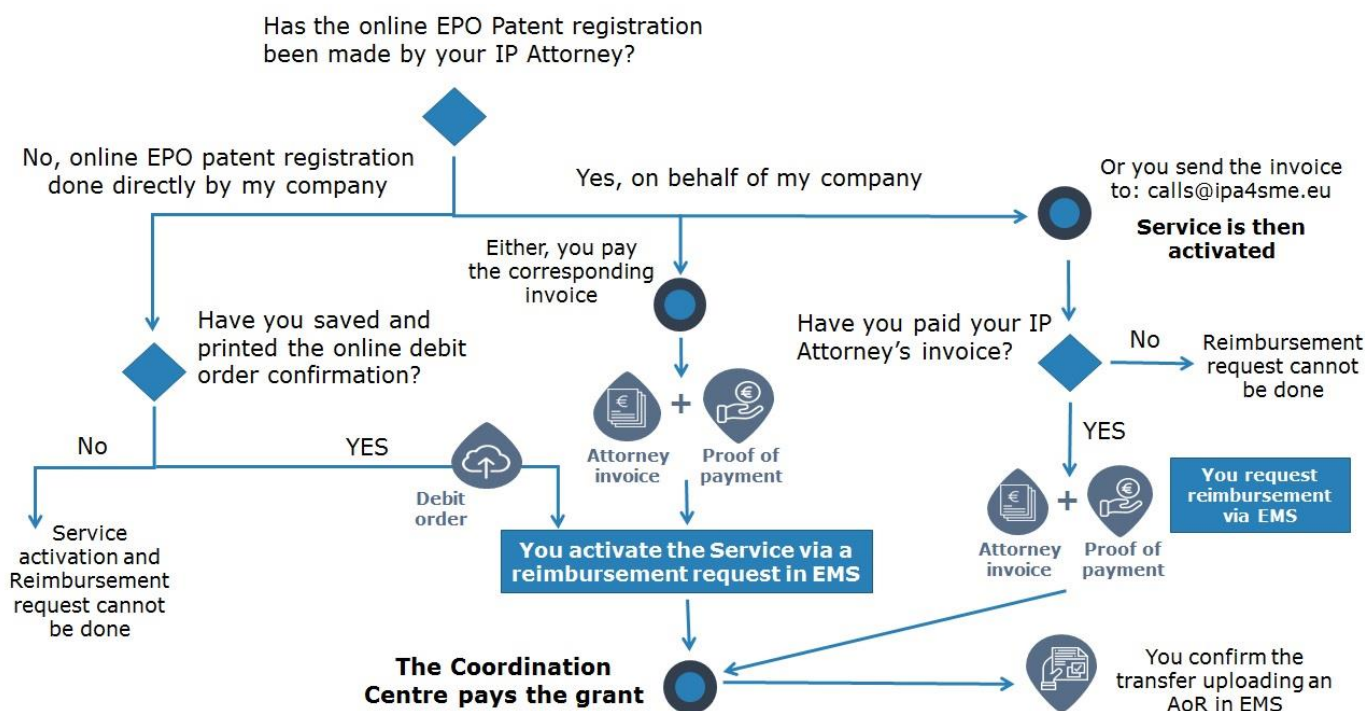 Has the online EPO Patent registration
been made by your IP Attorney?
No, online EPO patent registration
done directly by my company
Yes, on behalf of my company
Or you send the invoice
to: calls@ipa4sme.eu
Service is then
activated
Either, you pay
the corresponding
invoice
Have you saved and
printed the online debit
order confirmation?
Have you paid your IP
Attorney's invoice?
No
Reimbursement
request cannot
be done
No
YES
Debit
order
Attorney
invoice
+
Proof of
payment
YES
Attorney
invoice
+
Proof of
payment
You request
reimbursement
via EMS
Service
activation and
Reimbursement
request cannot
be done
You activate the Service via a
reimbursement request in EMS
The Coordination
Centre pays the grant
You confirm the
transfer uploading an
AoR in EMS